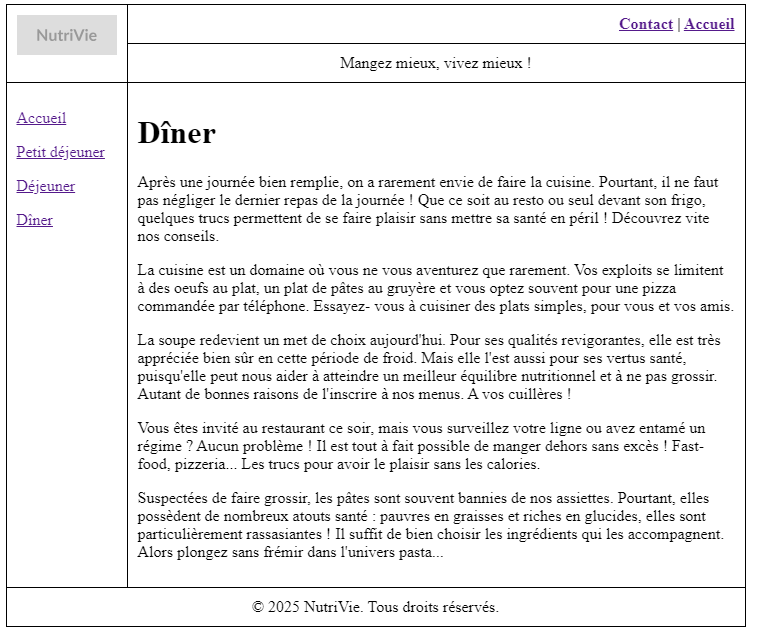 NutriVie
Contact | Accueil
Mangez mieux, vivez mieux !
Accueil
Petit déjeuner
Déjeuner
Dîner
Dîner
Après une journée bien remplie, on a rarement envie de faire la cuisine. Pourtant, il ne faut
pas négliger le dernier repas de la journée ! Que ce soit au resto ou seul devant son frigo,
quelques trucs permettent de se faire plaisir sans mettre sa santé en péril ! Découvrez vite
nos conseils.
La cuisine est un domaine où vous ne vous aventurez que rarement. Vos exploits se limitent
à des oeufs au plat, un plat de pâtes au gruyère et vous optez souvent pour une pizza
commandée par téléphone. Essayez- vous à cuisiner des plats simples, pour vous et vos amis.
La soupe redevient un met de choix aujourd'hui. Pour ses qualités revigorantes, elle est très
appréciée bien sûr en cette période de froid. Mais elle l'est aussi pour ses vertus santé,
puisqu'elle peut nous aider à atteindre un meilleur équilibre nutritionnel et à ne pas grossir.
Autant de bonnes raisons de l'inscrire à nos menus. A vos cuillères !
Vous êtes invité au restaurant ce soir, mais vous surveillez votre ligne ou avez entamé un
régime ? Aucun problème ! Il est tout à fait possible de manger dehors sans excès ! Fast-
food, pizzeria... Les trucs pour avoir le plaisir sans les calories.
Suspectées de faire grossir, les pâtes sont souvent bannies de nos assiettes. Pourtant, elles
possèdent de nombreux atouts santé : pauvres en graisses et riches en glucides, elles sont
particulièrement rassasiantes ! Il suffit de bien choisir les ingrédients qui les accompagnent.
Alors plongez sans frémir dans l'univers pasta...
© 2025 NutriVie. Tous droits réservés.